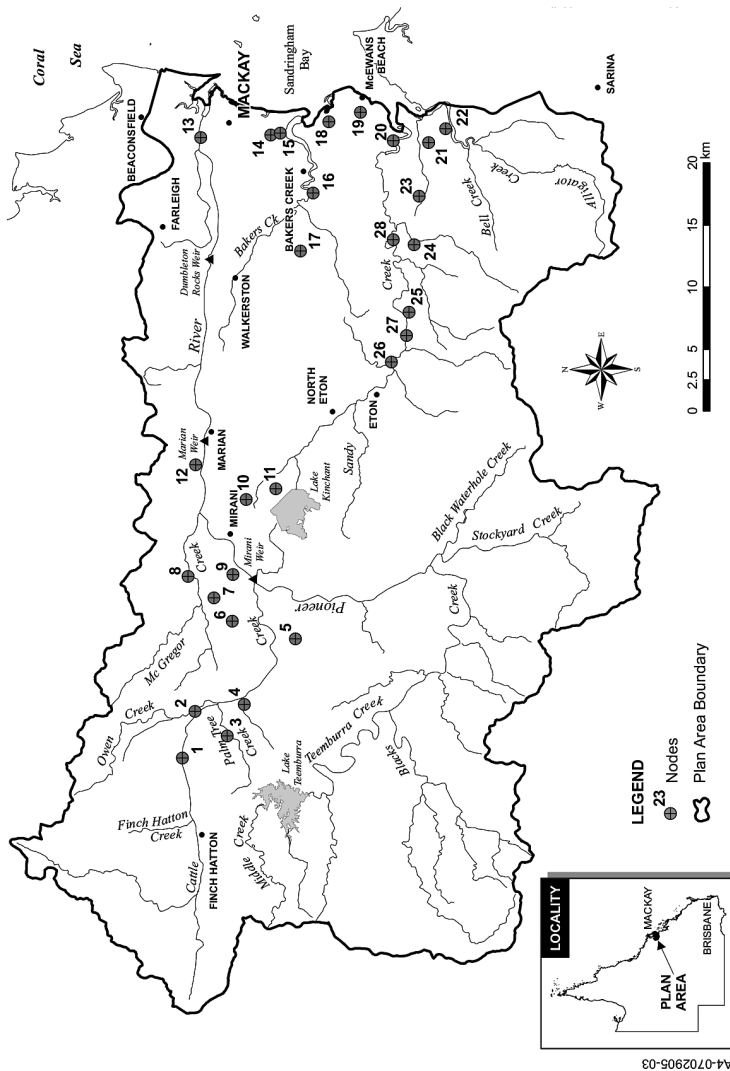 Coral
Sea
BEACONSFIELD
FARLEIGH
13
MACKAY
Sandringham
Bay
Dumbleton
Rocks Weir
River
14
15
Bakers Ck
WALKERSTON
BAKERS CREEK
16
17
18
19
McEWANS
BEACH
20
21
22
23
28
24
Creek
Bell Creek
Alligator
Creek
SARINA
25
27
26
NORTH
ETON
ETON
Sandy
12
Marian
Weir
MARIAN
10
11
MIRANI
Lake
Kinchant
Mirani
Weir
8
Creek
9
7
6
Mc Gregor
5
Creek
Pioneer
Black Waterhole Creek
Stockyard Creek
Creek
2
Owen
Creek
1
4
3
Palm Tree
Creek
Finch Hatton
Creek
Cattle
FINCH HATTON
Lake
Teemburra
Middle Creek
Teemburra Creek
Blacks
N
E
S
W
0
2.5
5
10
15
20
km
LEGEND
23
Nodes
Plan Area Boundary
LOCALITY
MACKAY
PLAN
AREA
BRISBANE
A4-0702905-03